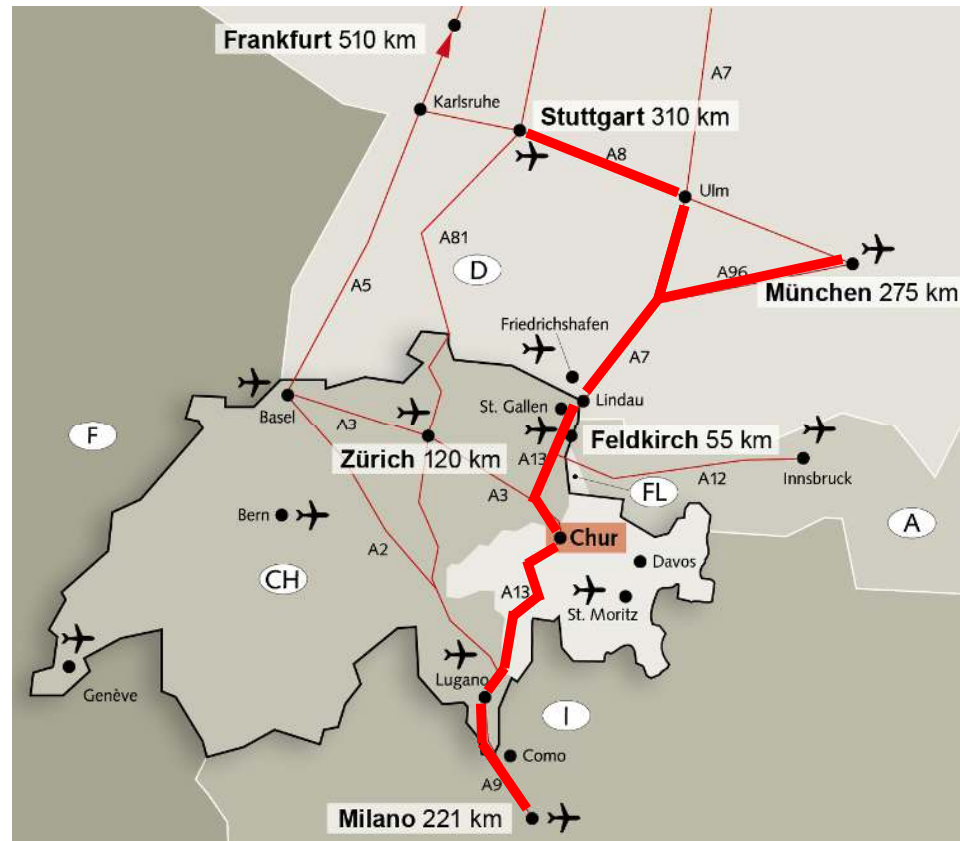 Frankfurt 510 km
A7
Karlsruhe
Stuttgart 310 km
A8
Ulm
A81
D
A96
A5
München 275 km
Friedrichshafen
A7
Basel
A3
St. Gallen
Lindau
F
Zürich 120 km
Feldkirch 55 km
A13
A3
FL
A12
Innsbruck
Bern
A
A2
Chur
CH
Davos
A13
St. Moritz
Genève
Lugano
I
Como
A9
Milano 221 km